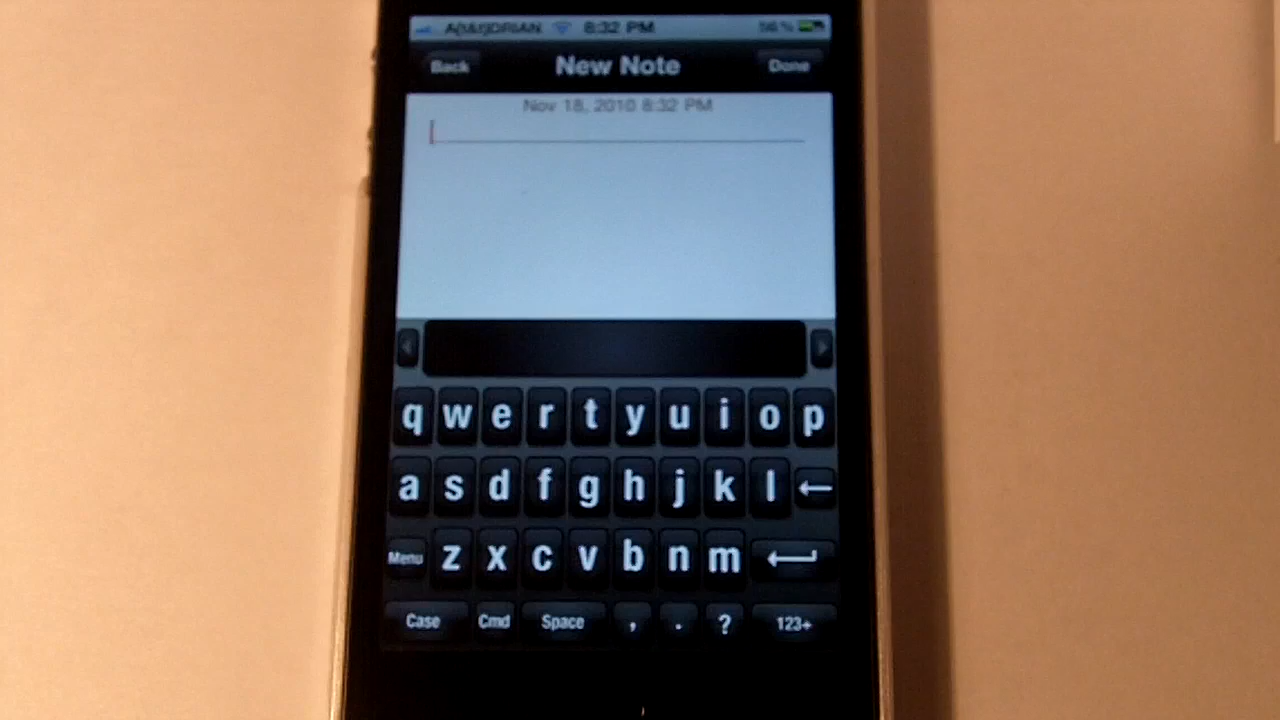 A(t&t)DRIAN 8:32 PM 56%
Back New Note Done
Nov 18, 2010 8:32 PM
q w e r t y u i o p
a s d f g h j k l ←
Menu z x c v b n m
Case Cmd Space , . ? 123+